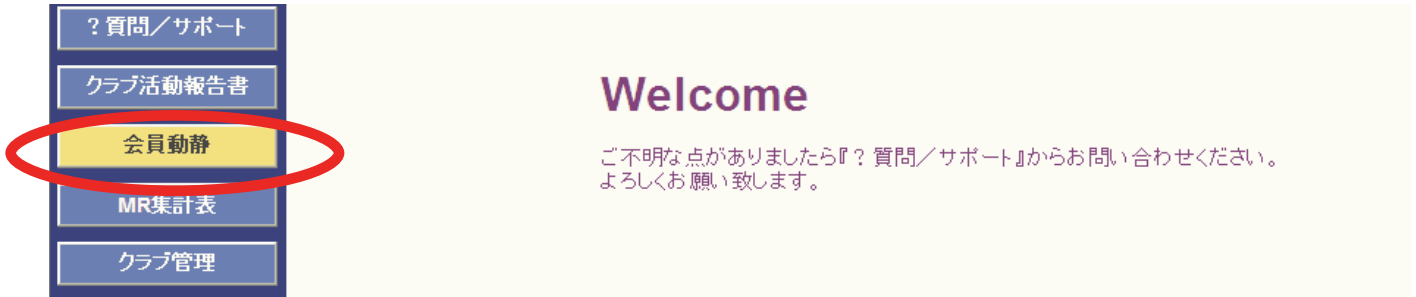 ？質問／サポート
クラブ活動報告書
会員動静
MR集計表
クラブ管理
Welcome
ご不明な点がありましたら『？質問／サポート』からお問い合わせください。
よろしくお願い致します。